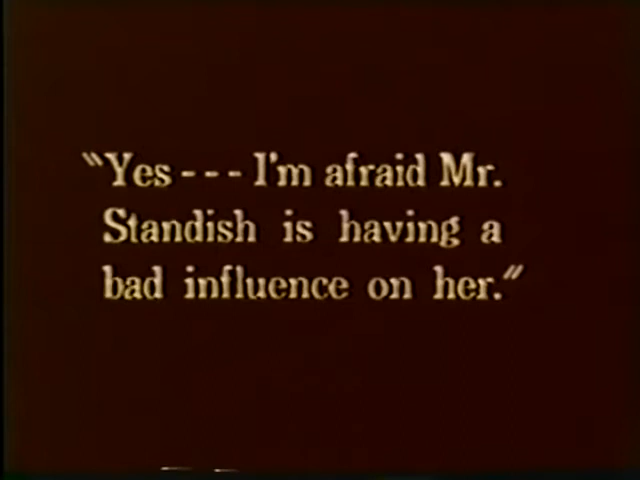 "Yes - - - I'm afraid Mr.
Standish is having a
bad influence on her."